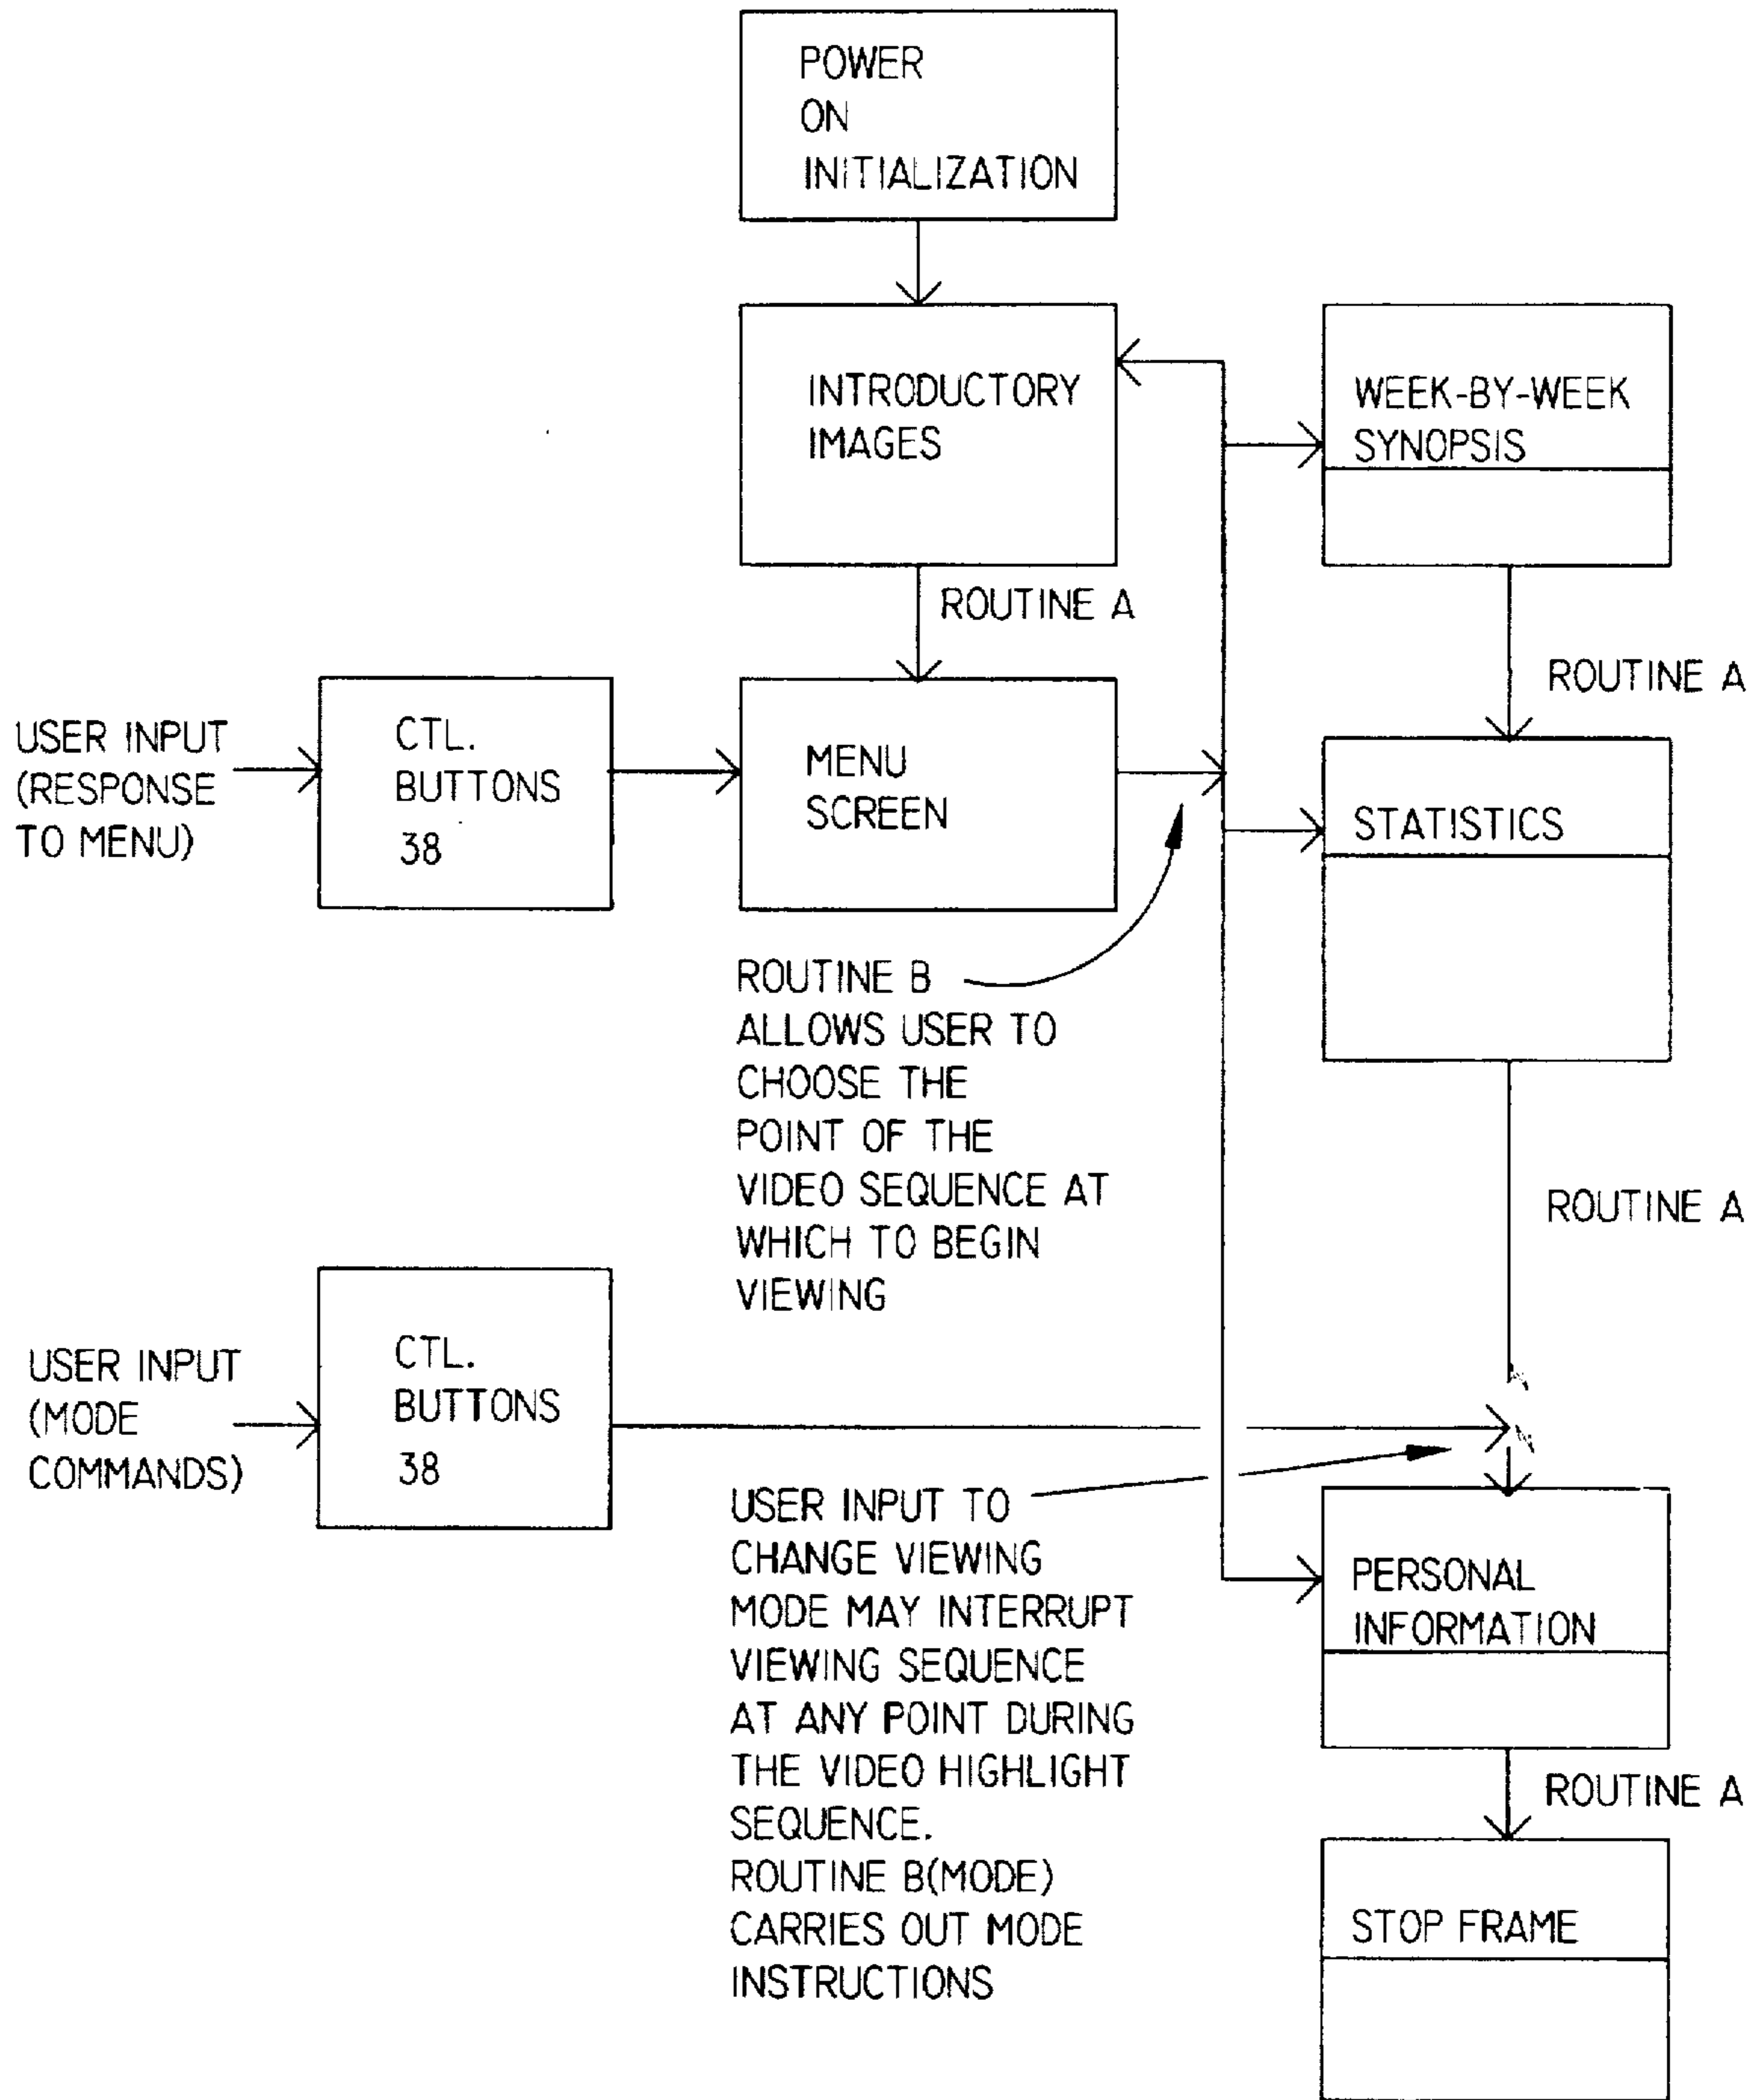 POWER
ON
INITIALIZATION
INTRODUCTORY
IMAGES
WEEK-BY-WEEK
SYNOPSIS
ROUTINE A
ROUTINE A
USER INPUT
(RESPONSE
TO MENU)
CTL.
BUTTONS
38
MENU
SCREEN
STATISTICS
ROUTINE B
ALLOWS USER TO
CHOOSE THE
POINT OF THE
VIDEO SEQUENCE AT
WHICH TO BEGIN
VIEWING
ROUTINE A
USER INPUT
(MODE
COMMANDS)
CTL.
BUTTONS
38
USER INPUT TO
CHANGE VIEWING
MODE MAY INTERRUPT
VIEWING SEQUENCE
AT ANY POINT DURING
THE VIDEO HIGHLIGHT
SEQUENCE.
ROUTINE B(MODE)
CARRIES OUT MODE
INSTRUCTIONS
PERSONAL
INFORMATION
ROUTINE A
STOP FRAME